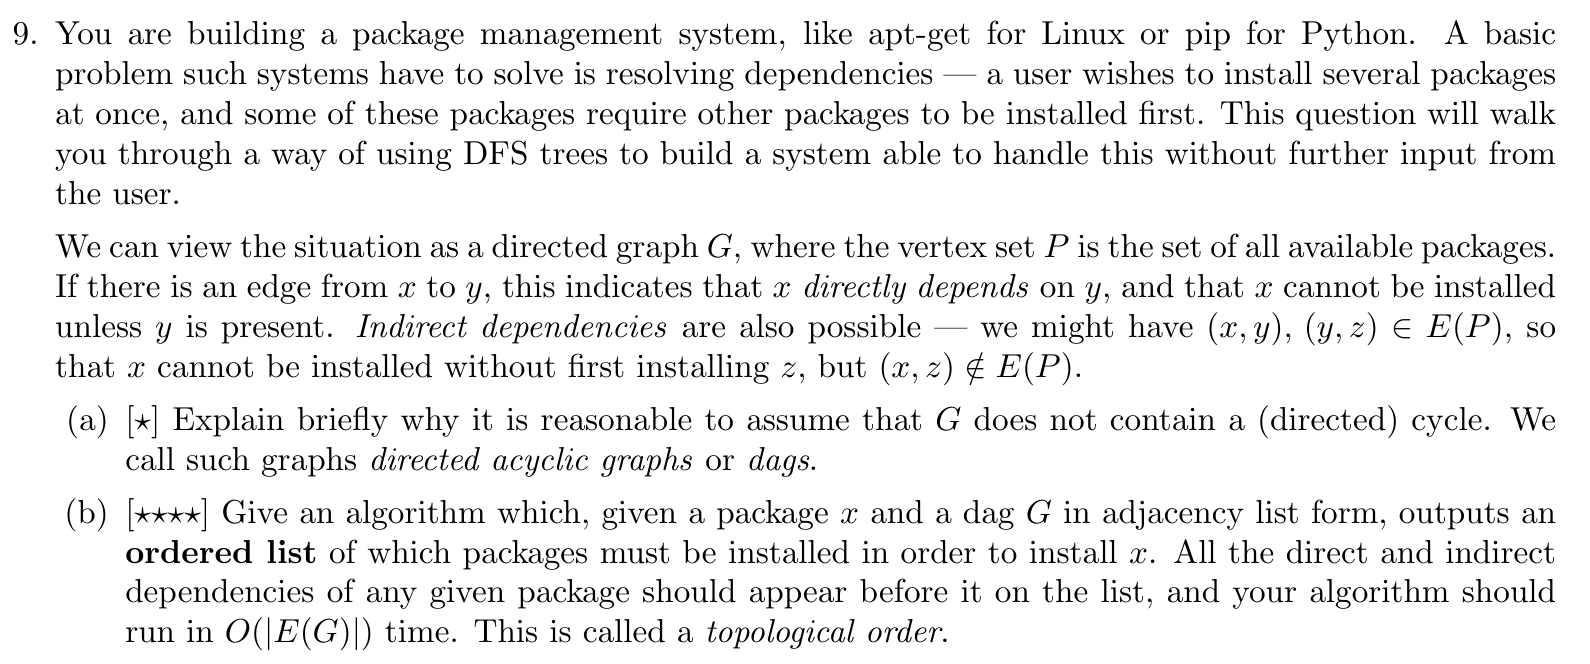 9. You are building a package management system, like apt-get for Linux or pip for Python. A basic
problem such systems have to solve is resolving dependencies — a user wishes to install several packages
at once, and some of these packages require other packages to be installed first. This question will walk
you through a way of using DFS trees to build a system able to handle this without further input from
the user.
We can view the situation as a directed graph G, where the vertex set P is the set of all available packages.
If there is an edge from x to y, this indicates that x directly depends on y, and that x cannot be installed
unless y is present. Indirect dependencies are also possible — we might have (x, y), (y, z) ∈ E(P), so
that x cannot be installed without first installing z, but (x, z) ∉ E(P).
(a) [⋆] Explain briefly why it is reasonable to assume that G does not contain a (directed) cycle. We
call such graphs directed acyclic graphs or dags.
(b) [⋆⋆⋆⋆] Give an algorithm which, given a package x and a dag G in adjacency list form, outputs an
ordered list of which packages must be installed in order to install x. All the direct and indirect
dependencies of any given package should appear before it on the list, and your algorithm should
run in O(|E(G)|) time. This is called a topological order.